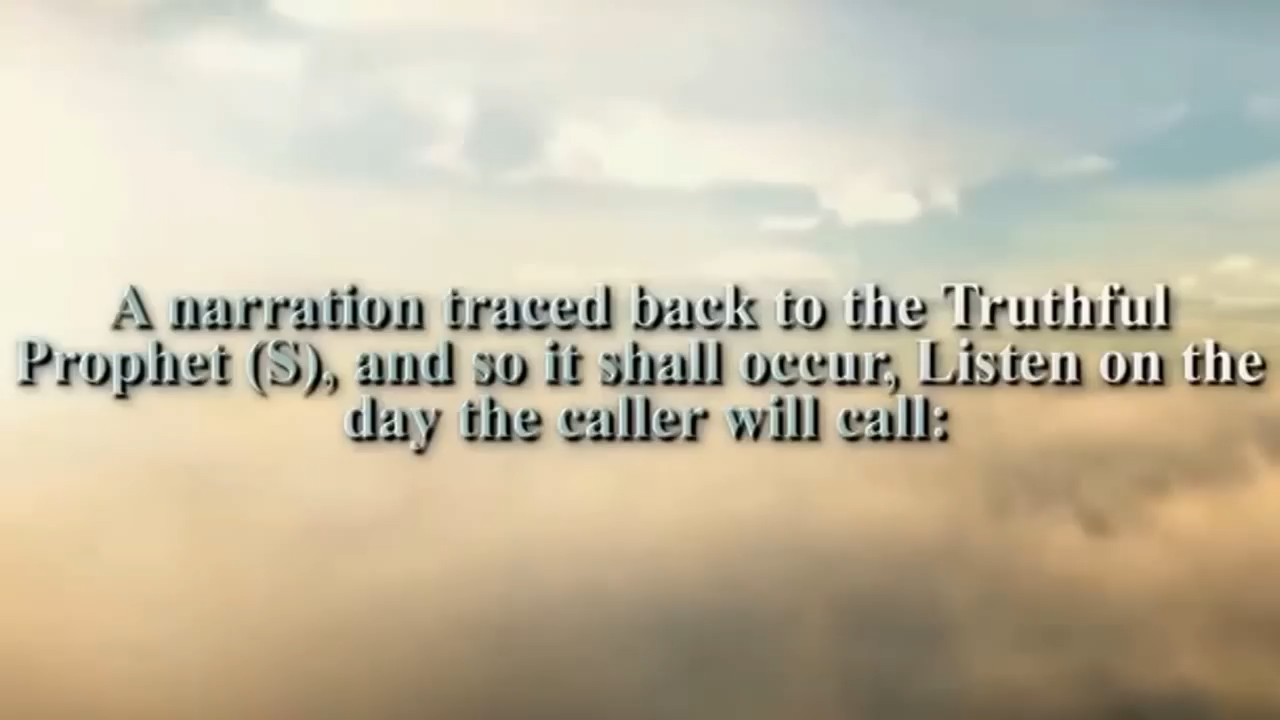 A narration traced back to the Truthful
Prophet (S), and so it shall occur, Listen on the
day the caller will call: